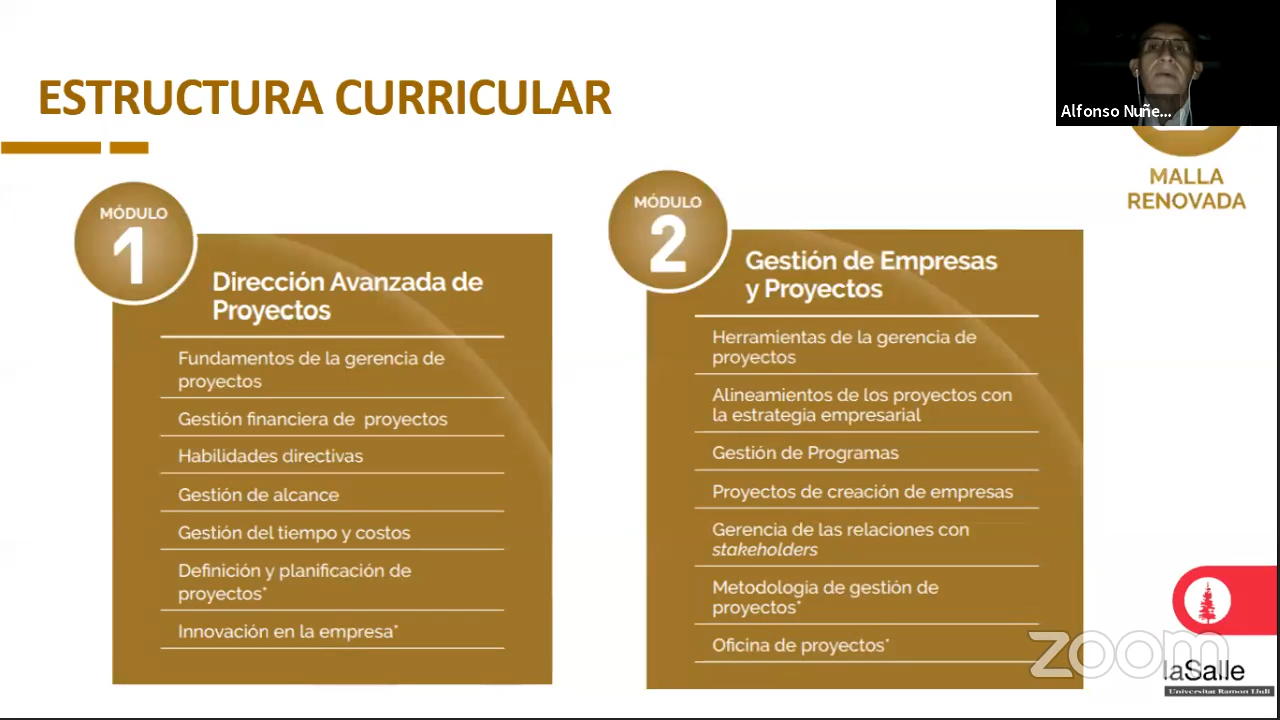 ESTRUCTURA CURRICULAR
Alfonso Nuñe...
MALLA
RENOVADA
MÓDULO
1
Dirección Avanzada de
Proyectos
Fundamentos de la gerencia de
proyectos
Gestión financiera de proyectos
Habilidades directivas
Gestión de alcance
Gestión del tiempo y costos
Definición y planificación de
proyectos*
Innovación en la empresa*
MÓDULO
2
Gestión de Empresas
y Proyectos
Herramientas de la gerencia de
proyectos
Alineamientos de los proyectos con
la estrategia empresarial
Gestión de Programas
Proyectos de creación de empresas
Gerencia de las relaciones con
stakeholders
Metodología de gestión de
proyectos*
Oficina de proyectos*
zoom
laSalle
Universitat Ramon Llull